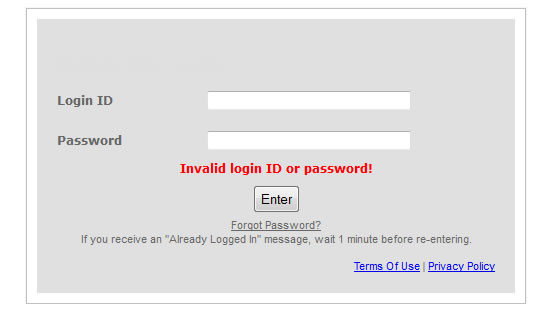 Login ID
Password
Invalid login ID or password!
Enter
Forgot Password?
If you receive an "Already Logged In" message, wait 1 minute before re-entering.
Terms Of Use | Privacy Policy